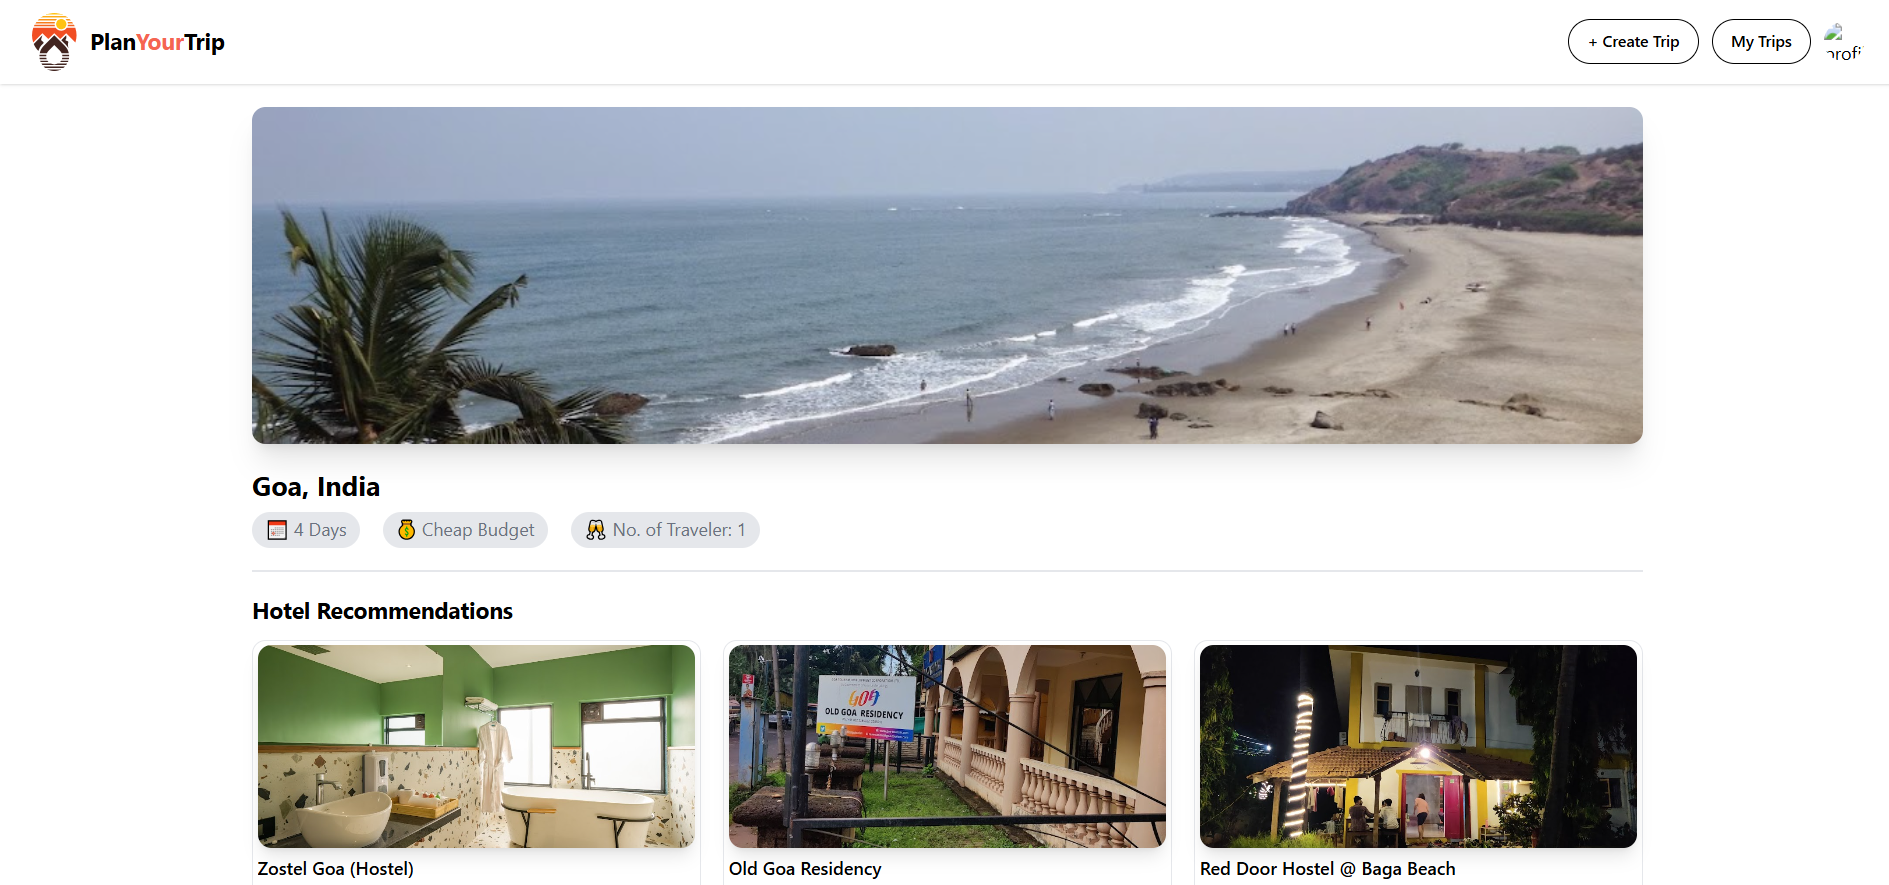 PlanYourTrip
+ Create Trip
My Trips
profi
Goa, India
4 Days
Cheap Budget
No. of Traveler: 1
Hotel Recommendations
GOA
OLD GOA RESIDENCY
Zostel Goa (Hostel)
Old Goa Residency
Red Door Hostel @ Baga Beach